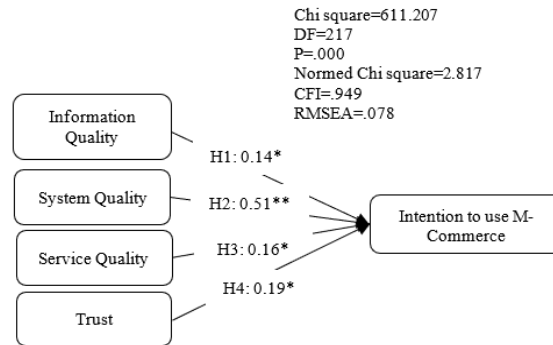 Chi square=611.207
DF=217
P=.000
Normed Chi square=2.817
CFI=.949
RMSEA=.078
Information
Quality
H1: 0.14*
System Quality
H2: 0.51**
Intention to use M-
Commerce
Service Quality
H3: 0.16*
H4: 0.19*
Trust